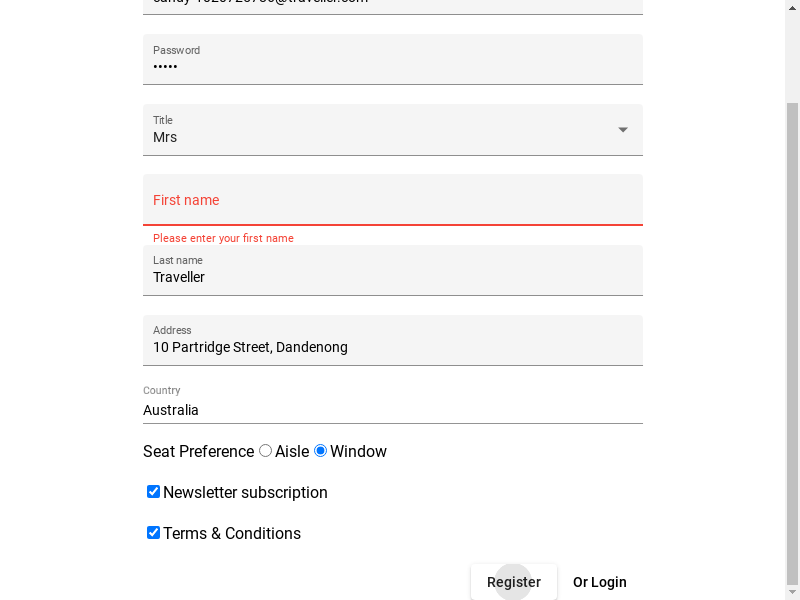 Password
•••••
Title
Mrs
First name
Please enter your first name
Last name
Traveller
Address
10 Partridge Street, Dandenong
Country
Australia
Seat Preference Aisle Window
Newsletter subscription
Terms & Conditions
Register Or Login